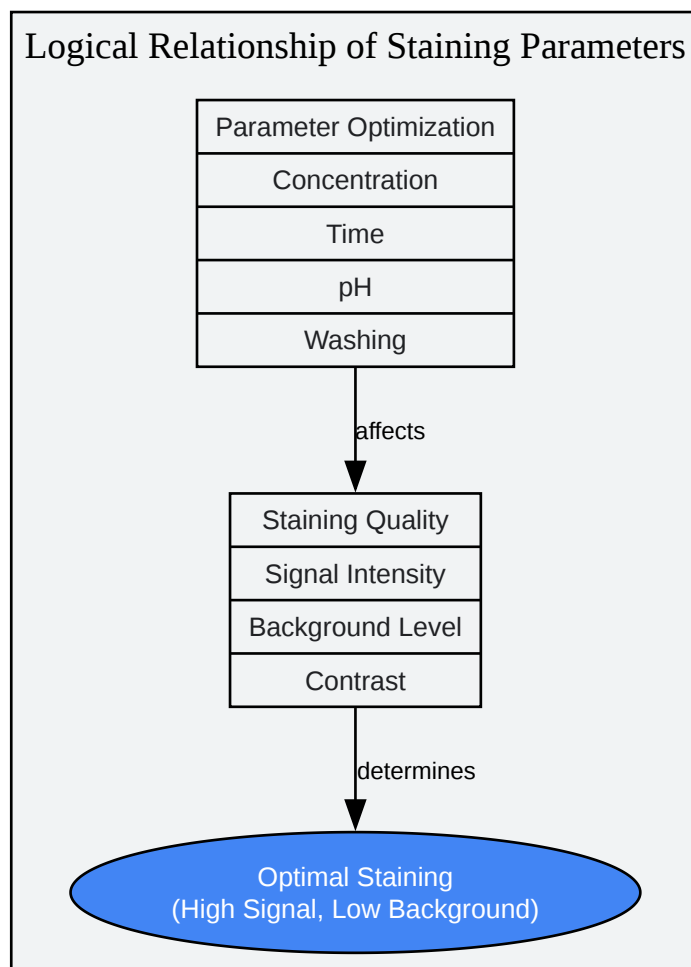 Logical Relationship of Staining Parameters
Parameter Optimization
Concentration
Time
pH
Washing
affects
Staining Quality
Signal Intensity
Background Level
Contrast
determines
Optimal Staining
(High Signal, Low Background)